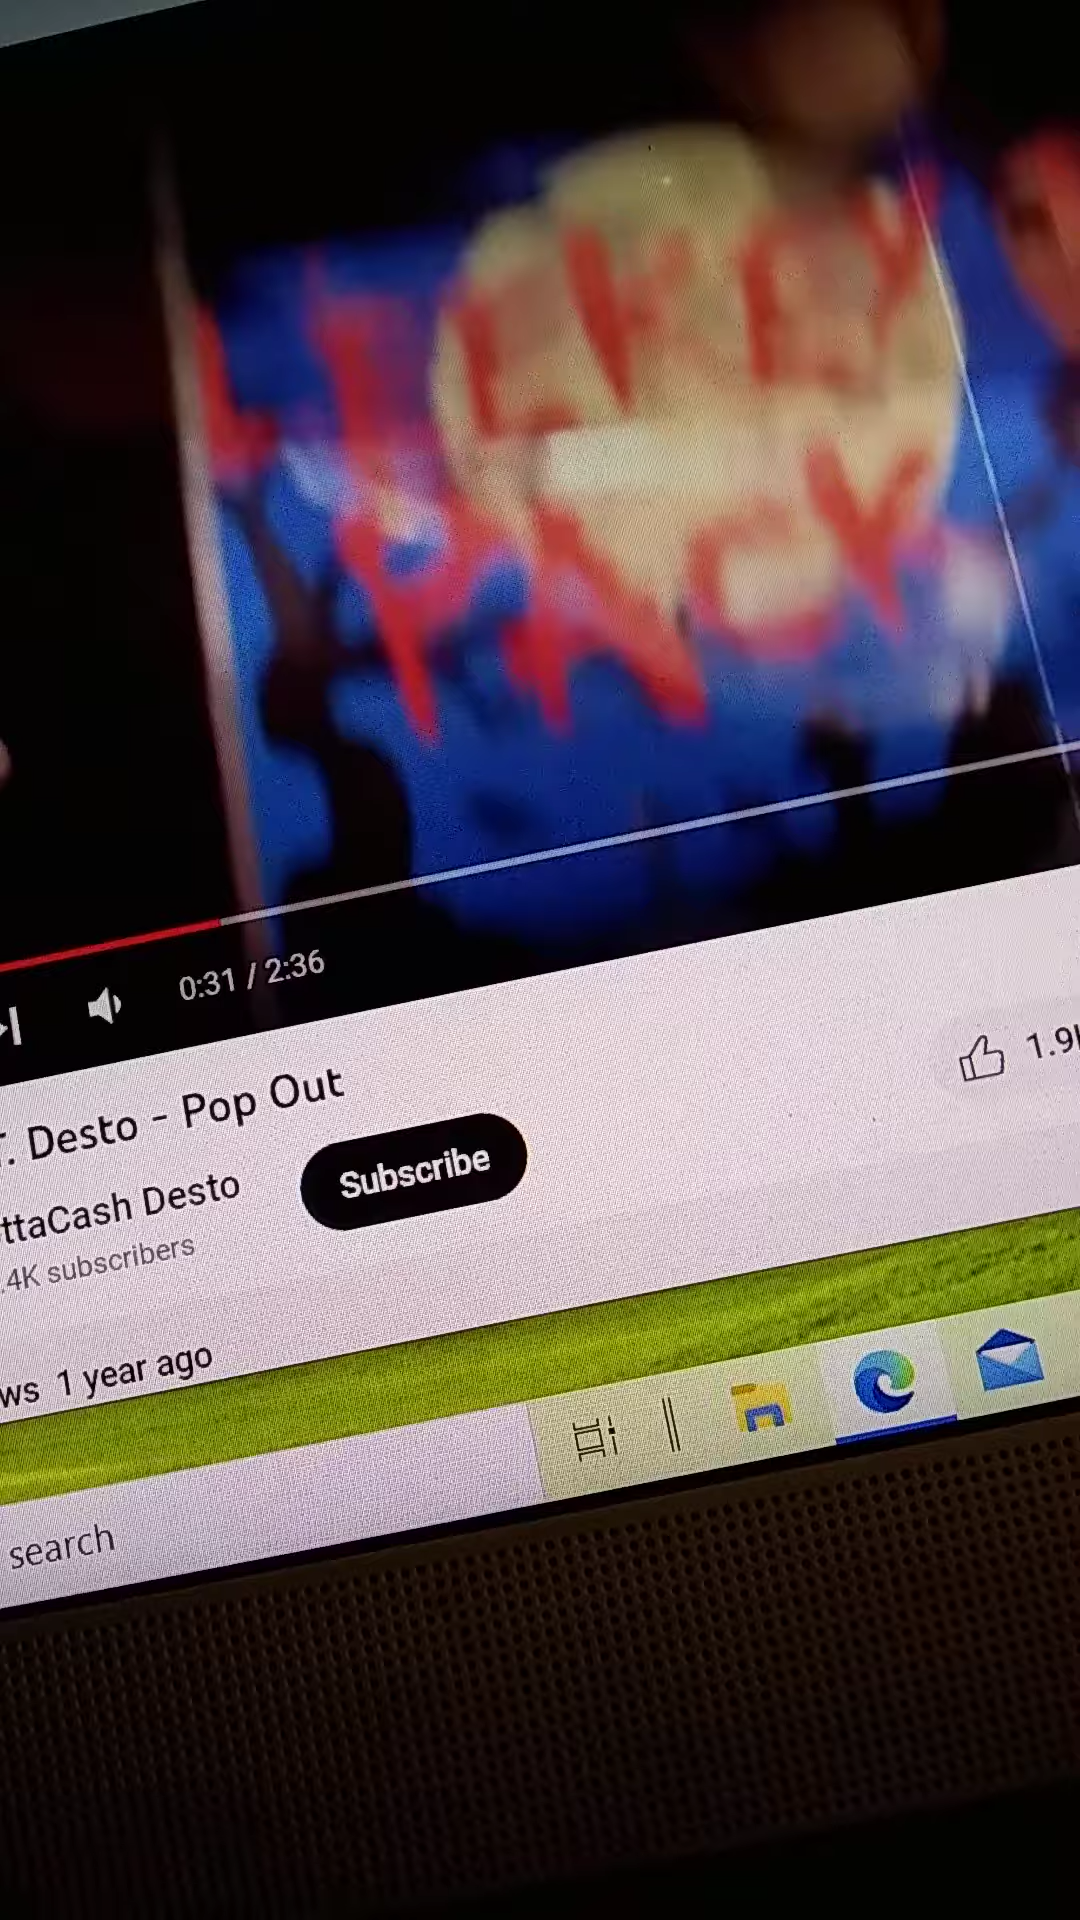 0:31 / 2:36
. Desto - Pop Out
1.9
ttaCash Desto
Subscribe
.4K subscribers
ws 1 year ago
search